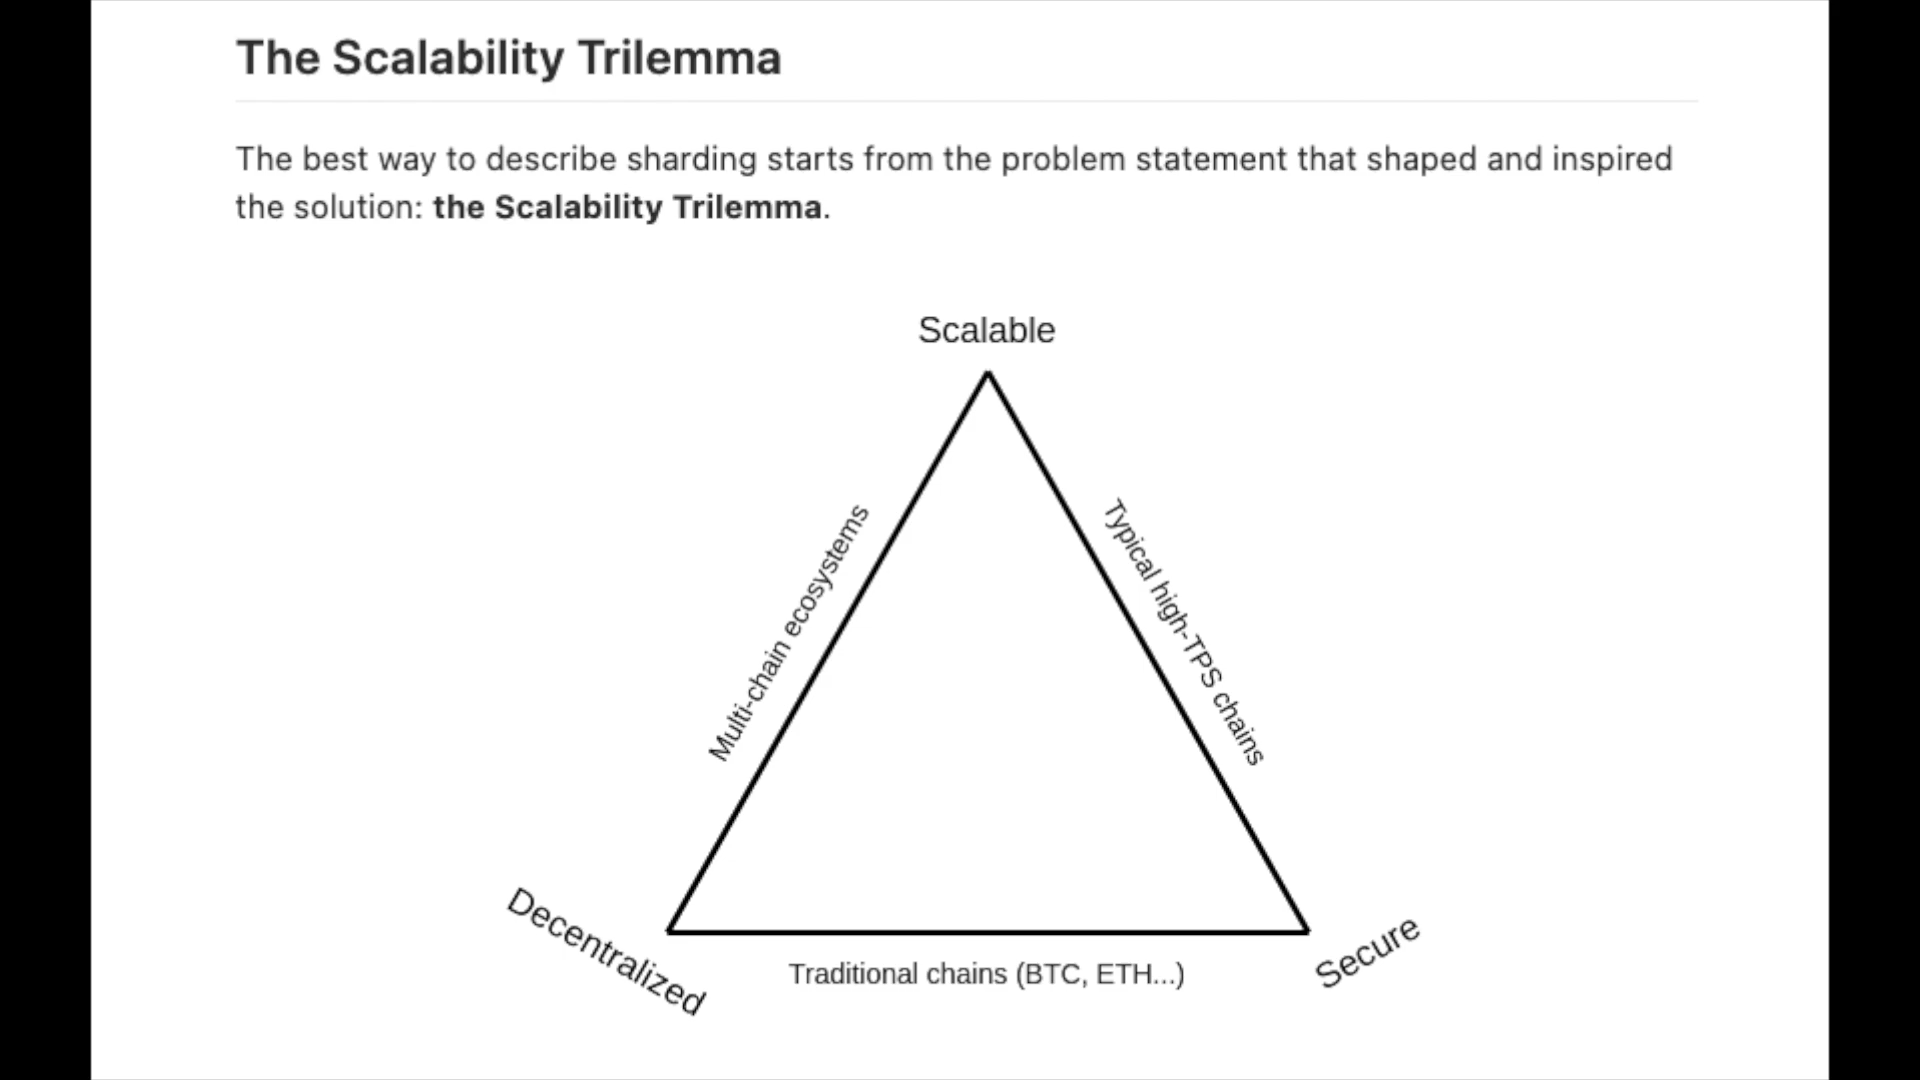 The Scalability Trilemma
The best way to describe sharding starts from the problem statement that shaped and inspired
the solution: the Scalability Trilemma.
Scalable
Multi-chain ecosystems
Typical high-TPS chains
Decentralized
Traditional chains (BTC, ETH...)
Secure